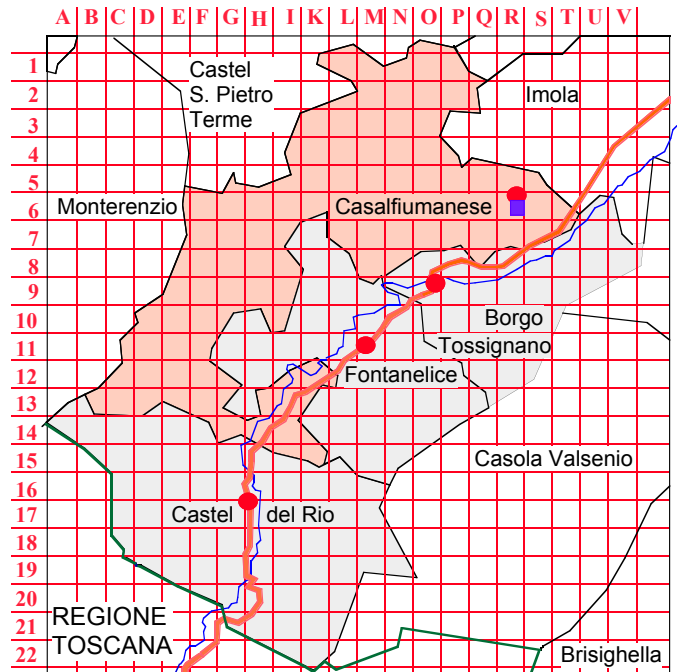 A B C D E F G H I K L M N O P Q R S T U V
1
Castel
S. Pietro
Terme
2
Imola
3
4
5
6
Monterenzio
Casalfiumanese
7
8
9
10
Borgo
11
Tossignano
12
Fontanelice
13
14
15
Casola Valsenio
16
17
Castel del Rio
18
19
20
REGIONE
TOSCANA
21
22
Brisighella